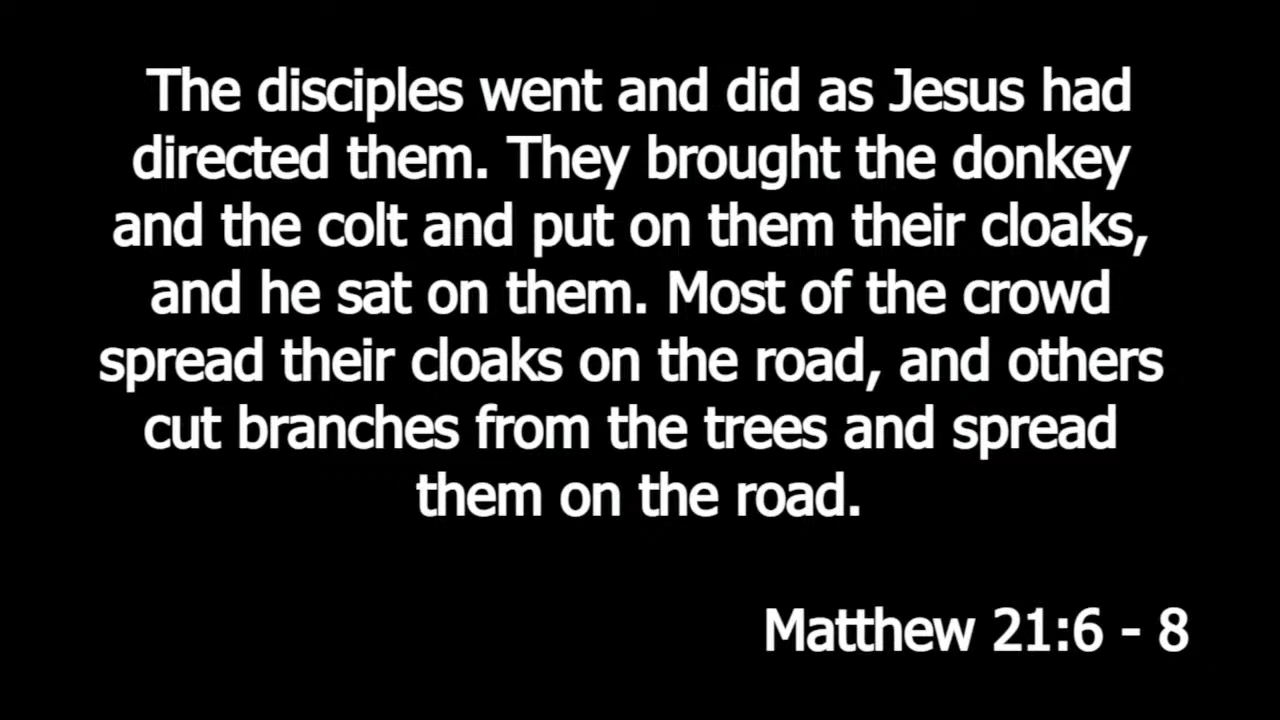 The disciples went and did as Jesus had
directed them. They brought the donkey
and the colt and put on them their cloaks,
and he sat on them. Most of the crowd
spread their cloaks on the road, and others
cut branches from the trees and spread
them on the road.
Matthew 21:6 - 8